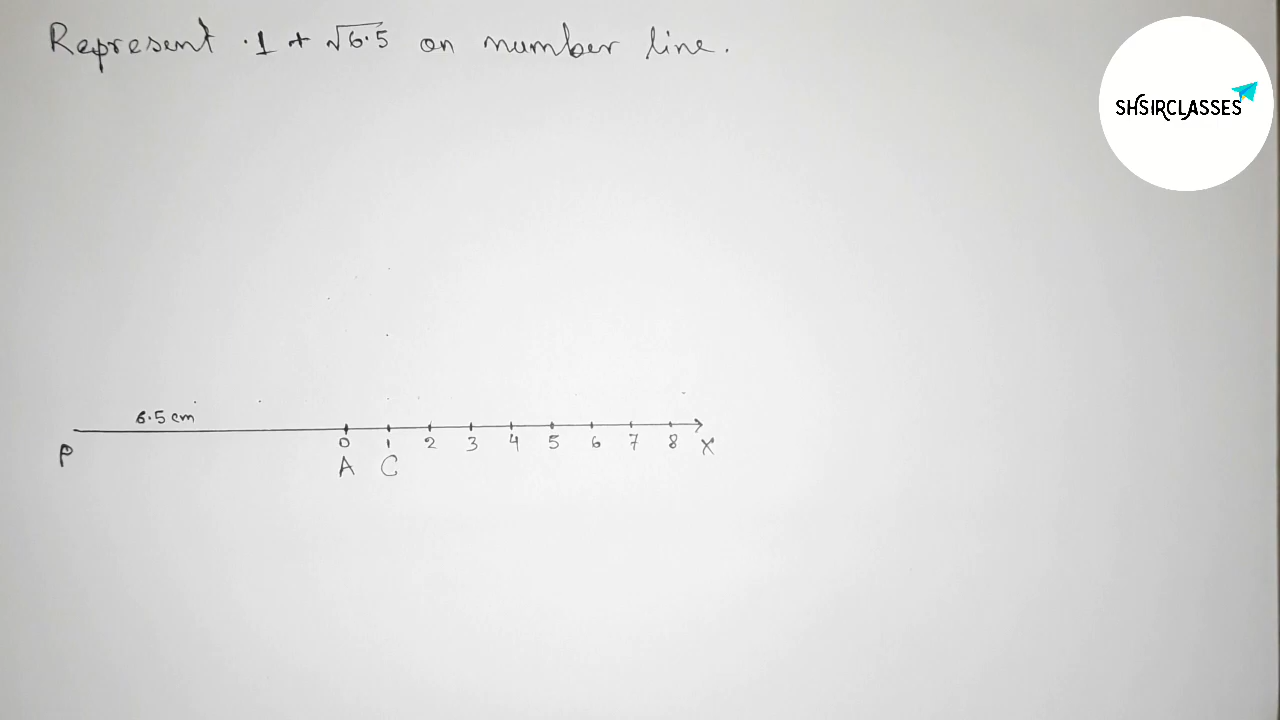 Represent .1 + √6.5 on number line.
SHSIRCLASSES
6.5 cm
P 0 1 2 3 4 5 6 7 8 X
A C